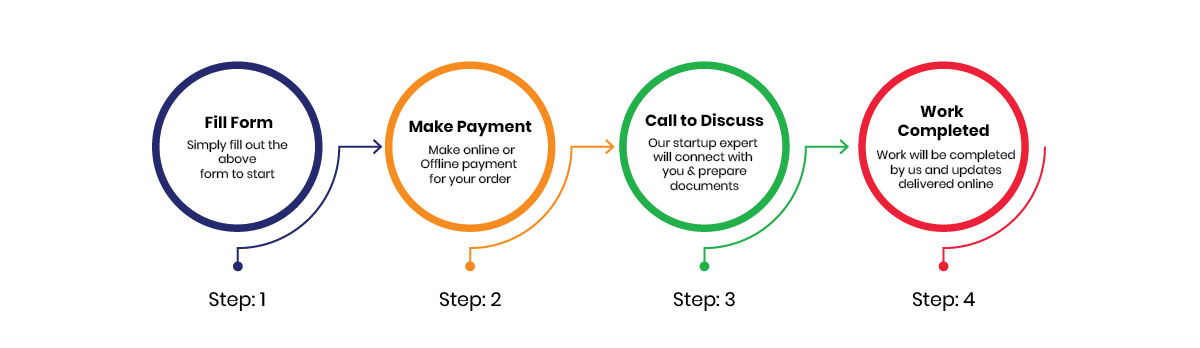 Fill Form
Simply fill out the
above
form to start
Step: 1
Make Payment
Make online or
Offline payment
for your order
Step: 2
Call to Discuss
Our startup expert
will connect with
you & prepare
documents
Step: 3
Work
Completed
Work will be completed
by us and updates
delivered online
Step: 4